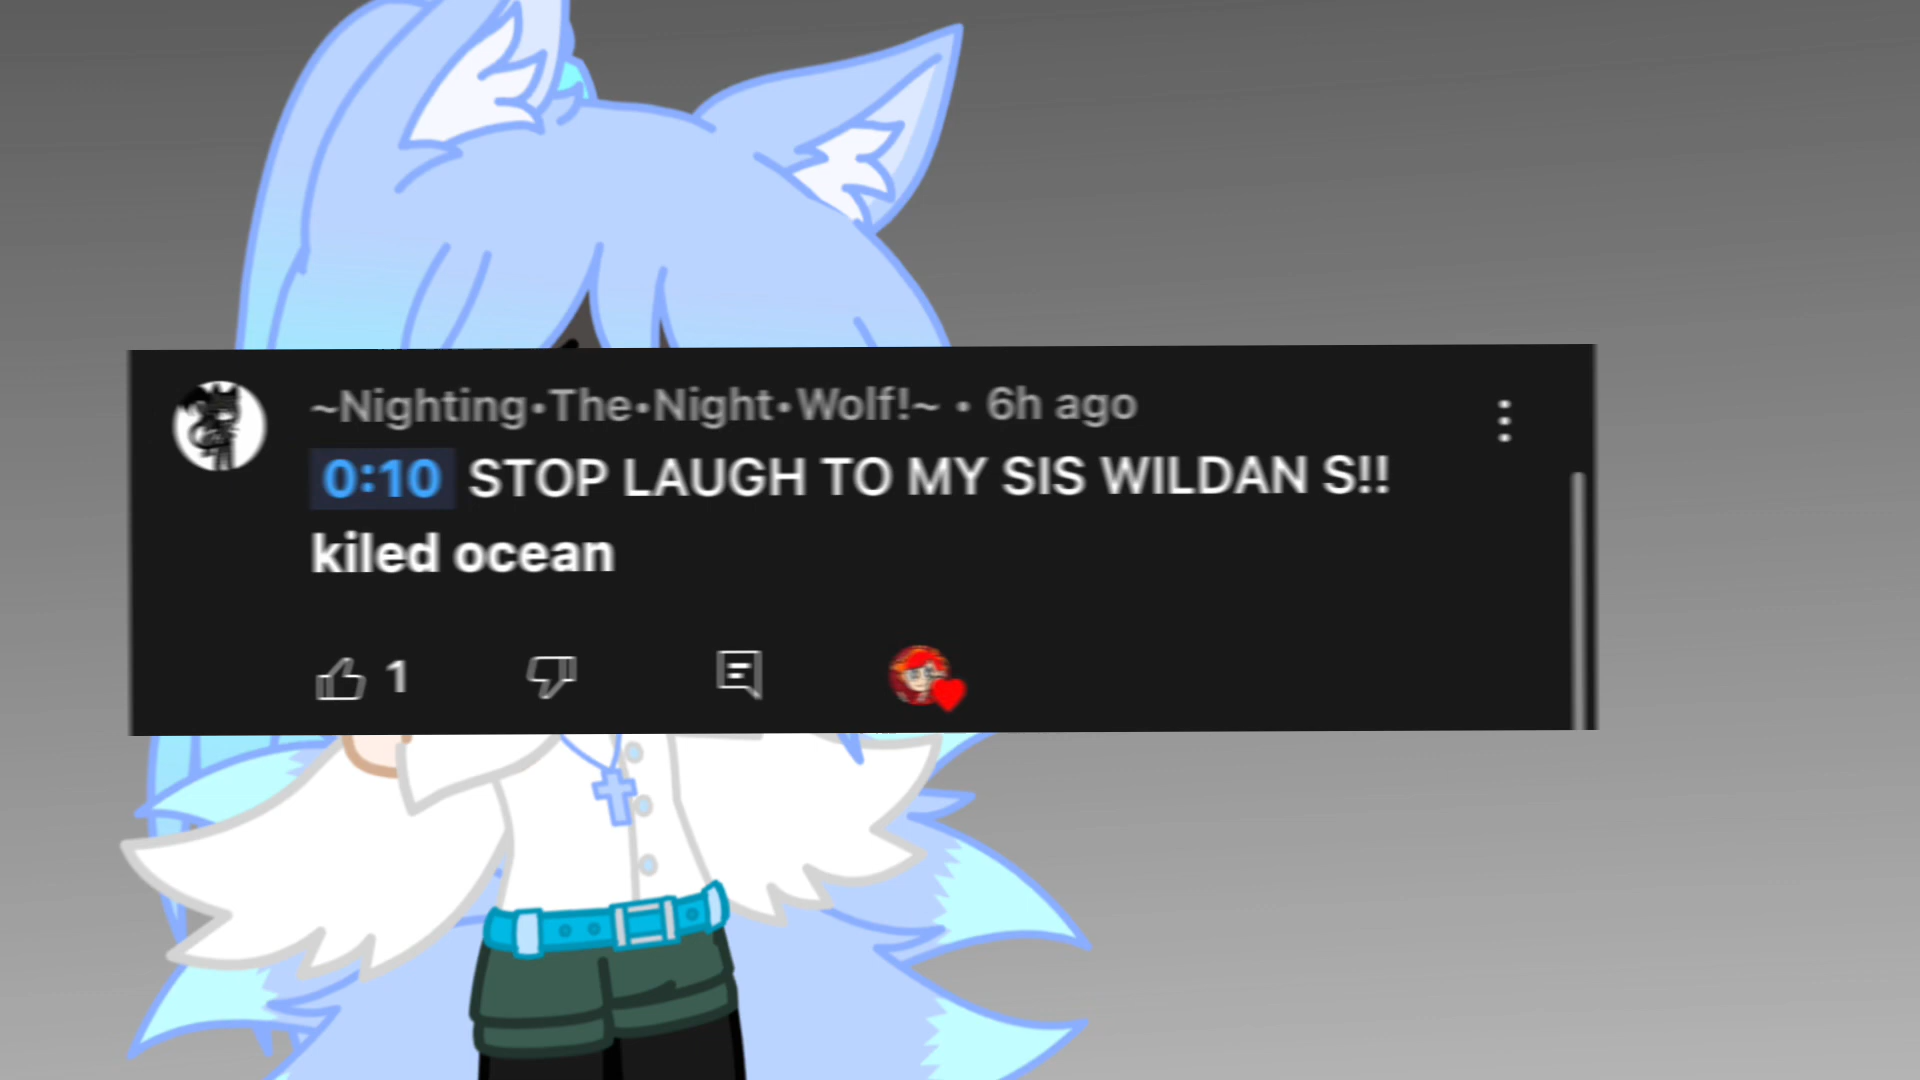 ~Nighting•The•Night•Wolf!~ • 6h ago
0:10 STOP LAUGH TO MY SIS WILDAN S!!
kiled ocean
1